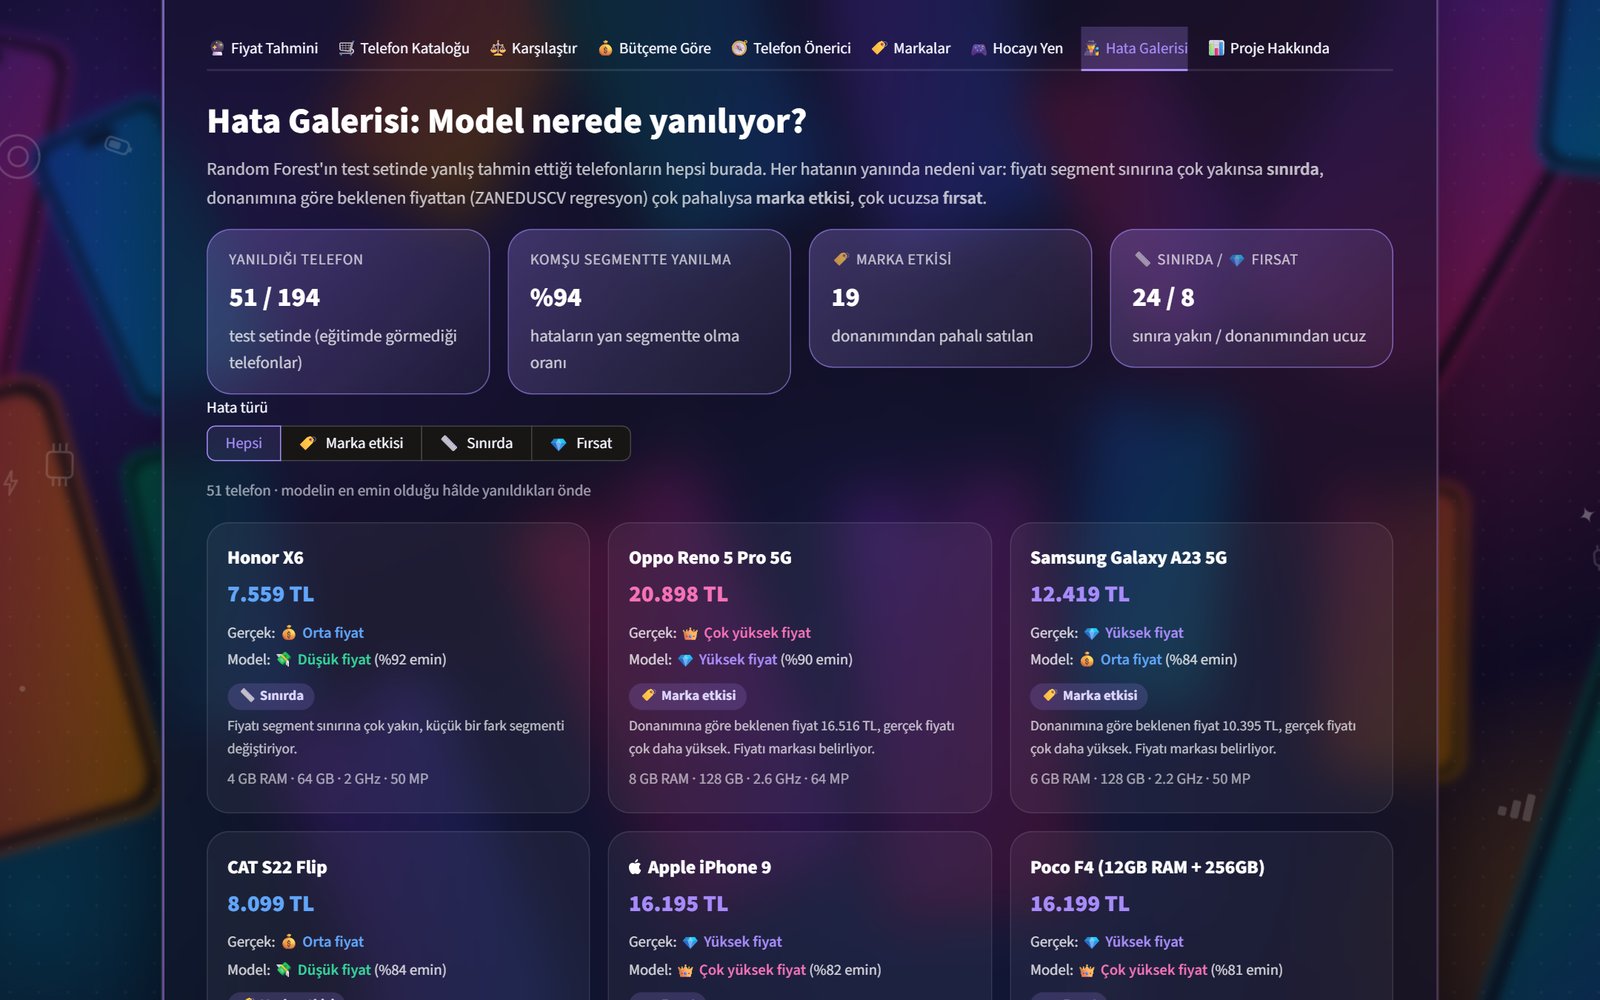 Fiyat Tahmini Telefon Kataloğu Karşılaştır Bütçeme Göre Telefon Önerici Markalar Hocayı Yen Hata Galerisi Proje Hakkında
Hata Galerisi: Model nerede yanılıyor?
Random Forest'ın test setinde yanlış tahmin ettiği telefonların hepsi burada. Her hatanın yanında nedeni var: fiyatı segment sınırına çok yakınsa sınırda,
donanımına göre beklenen fiyattan (ZANEDUSCV regresyon) çok pahalıysa marka etkisi, çok ucuzsa fırsat.
YANILDIĞI TELEFON
51 / 194
test setinde (eğitimde görmediği
telefonlar)
KOMŞU SEGMENTTE YANILMA
%94
hataların yan segmentte olma
oranı
MARKA ETKİSİ
19
donanımından pahalı satılan
SINIRDA / FIRSAT
24 / 8
sınıra yakın / donanımından ucuz
Hata türü
Hepsi Marka etkisi Sınırda Fırsat
51 telefon · modelin en emin olduğu hâlde yanıldıkları önde
Honor X6
7.559 TL
Gerçek: Orta fiyat
Model: Düşük fiyat (%92 emin)
Sınırda
Fiyatı segment sınırına çok yakın, küçük bir fark segmenti
değiştiriyor.
4 GB RAM · 64 GB · 2 GHz · 50 MP
Oppo Reno 5 Pro 5G
20.898 TL
Gerçek: Çok yüksek fiyat
Model: Yüksek fiyat (%90 emin)
Marka etkisi
Donanımına göre beklenen fiyat 16.516 TL, gerçek fiyatı
çok daha yüksek. Fiyatı markası belirliyor.
8 GB RAM · 128 GB · 2.6 GHz · 64 MP
Samsung Galaxy A23 5G
12.419 TL
Gerçek: Yüksek fiyat
Model: Orta fiyat (%84 emin)
Marka etkisi
Donanımına göre beklenen fiyat 10.395 TL, gerçek fiyatı
çok daha yüksek. Fiyatı markası belirliyor.
6 GB RAM · 128 GB · 2.2 GHz · 50 MP
CAT S22 Flip
8.099 TL
Gerçek: Orta fiyat
Model: Düşük fiyat (%84 emin)
Apple iPhone 9
16.195 TL
Gerçek: Yüksek fiyat
Model: Çok yüksek fiyat (%82 emin)
Poco F4 (12GB RAM + 256GB)
16.199 TL
Gerçek: Yüksek fiyat
Model: Çok yüksek fiyat (%81 emin)